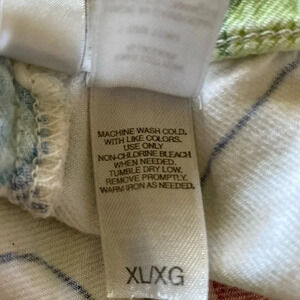 MACHINE WASH COLD,
WITH LIKE COLORS.
USE ONLY
NON-CHLORINE BLEACH
WHEN NEEDED.
TUMBLE DRY LOW.
REMOVE PROMPTLY.
WARM IRON AS NEEDED.
XL/XG